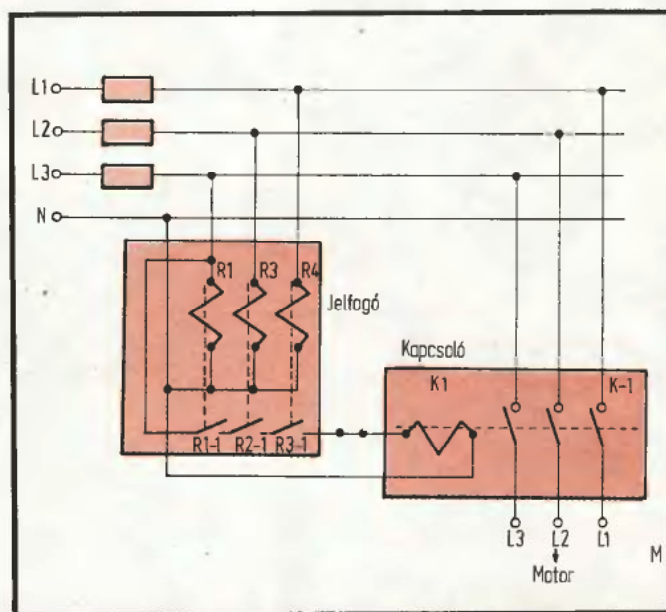 L1
L2
L3
N
R1 R3 R4
Jelfogó
Kapcsoló
K1 K-1
R1-1 R2-1 R3-1
L3 L2 L1
M
Motor